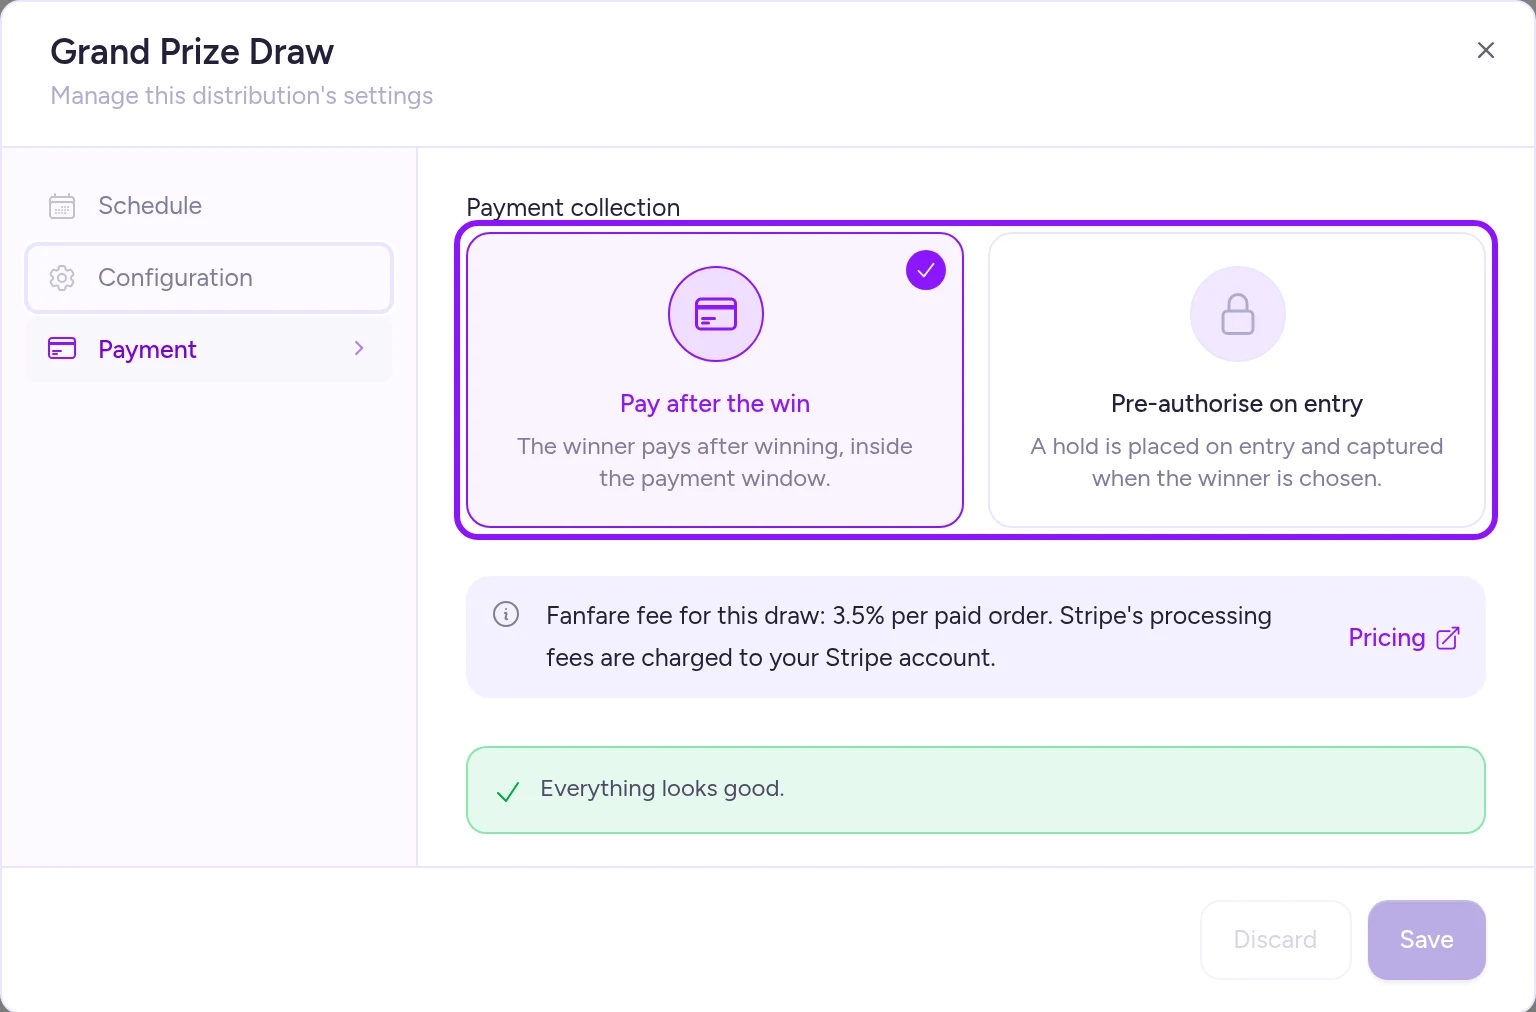 Grand Prize Draw
Manage this distribution's settings
Schedule
Configuration
Payment
Payment collection
Pay after the win
The winner pays after winning, inside
the payment window.
Pre-authorise on entry
A hold is placed on entry and captured
when the winner is chosen.
Fanfare fee for this draw: 3.5% per paid order. Stripe's processing
fees are charged to your Stripe account.
Pricing
Everything looks good.
Discard
Save